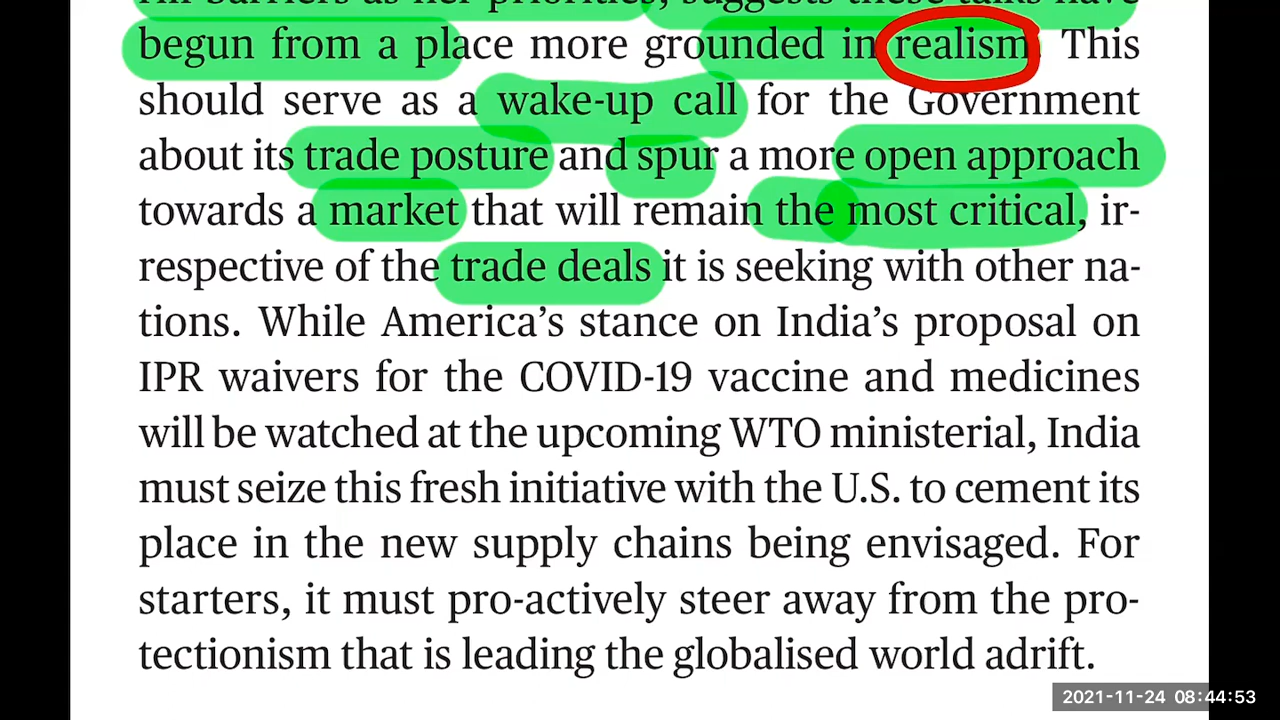 begun from a place more grounded in realism. This
should serve as a wake-up call for the Government
about its trade posture and spur a more open approach
towards a market that will remain the most critical, ir-
respective of the trade deals it is seeking with other na-
tions. While America’s stance on India’s proposal on
IPR waivers for the COVID-19 vaccine and medicines
will be watched at the upcoming WTO ministerial, India
must seize this fresh initiative with the U.S. to cement its
place in the new supply chains being envisaged. For
starters, it must pro-actively steer away from the pro-
tectionism that is leading the globalised world adrift.
2021-11-24 08:44:53